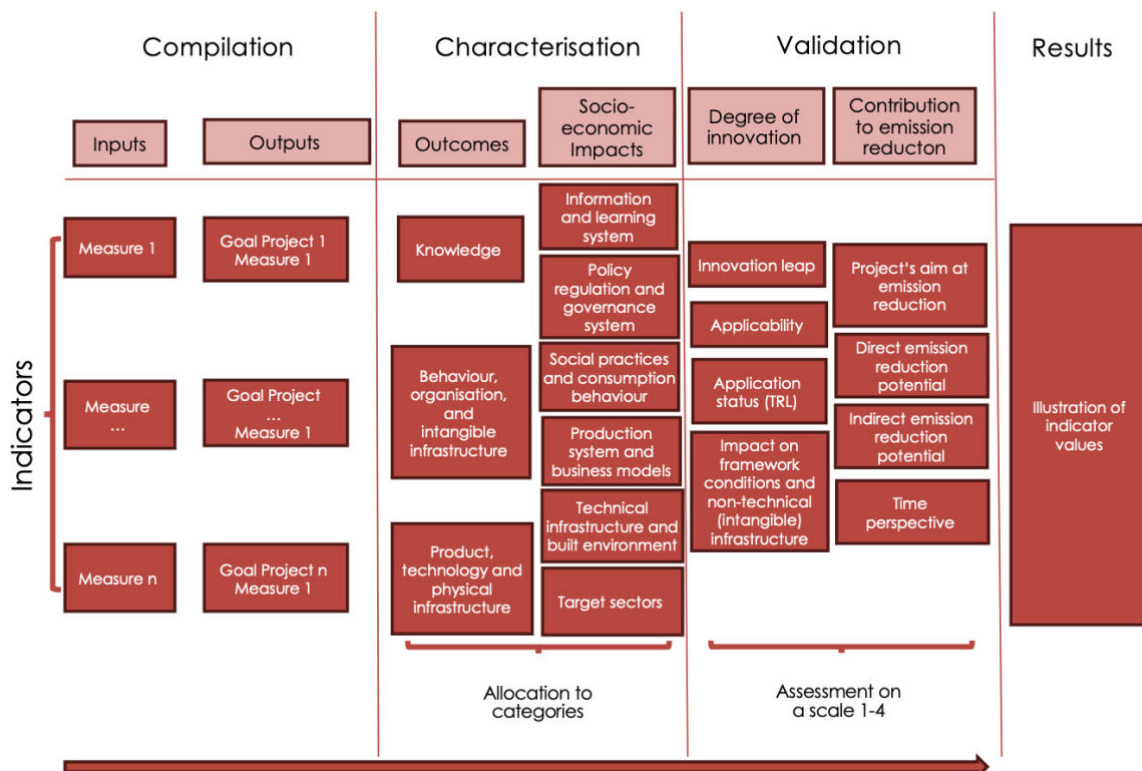 Compilation
Characterisation
Validation
Results
Inputs
Outputs
Outcomes
Socio-
economic
Impacts
Degree of
innovation
Contribution
to emission
reducton
Indicators
Measure 1
Goal Project 1
Measure 1
Measure
...
Goal Project
...
Measure 1
Measure n
Goal Project n
Measure 1
Knowledge
Behaviour,
organisation,
and
intangible
infrastructure
Product,
technology and
physical
infrastructure
Information
and learning
system
Policy
regulation and
governance
system
Social practices
and consumption
behaviour
Production
system and
business models
Technical
infrastructure and
built environment
Target sectors
Allocation to
categories
Innovation leap
Applicability
Application
status (TRL)
Impact on
framework
conditions and
non-technical
(intangible)
infrastructure
Project's aim at
emission
reduction
Direct emission
reduction
potential
Indirect emission
reduction
potential
Time
perspective
Assessment on
a scale 1-4
Illustration of
indicator
values